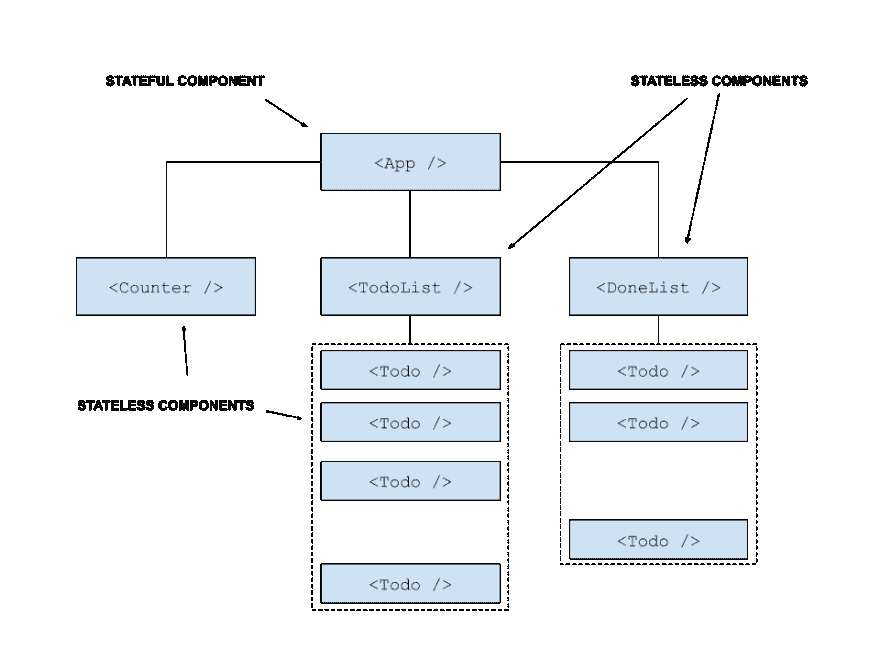 STATEFUL COMPONENT
STATELESS COMPONENTS
<App />
<Counter />
<TodoList />
<DoneList />
<Todo />
<Todo />
<Todo />
<Todo />
STATELESS COMPONENTS
<Todo />
<Todo />
<Todo />